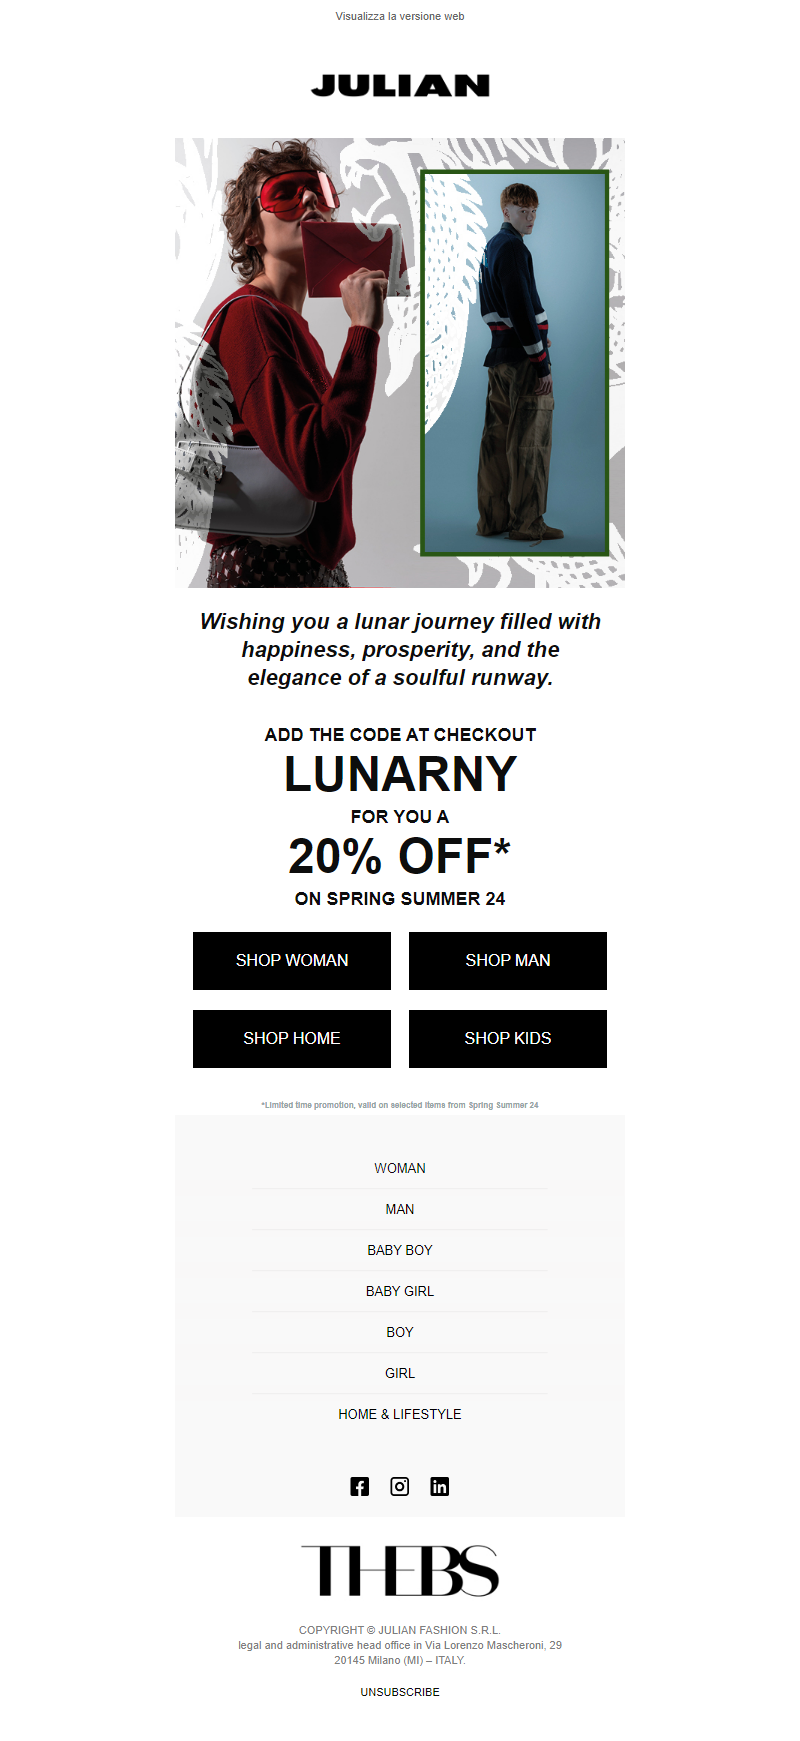 Visualizza la versione web
JULIAN
Wishing you a lunar journey filled with
happiness, prosperity, and the
elegance of a soulful runway.
ADD THE CODE AT CHECKOUT
LUNARNY
FOR YOU A
20% OFF*
ON SPRING SUMMER 24
SHOP WOMAN
SHOP MAN
SHOP HOME
SHOP KIDS
*Limited time promotion, valid on selected items from Spring Summer 24
WOMAN
MAN
BABY BOY
BABY GIRL
BOY
GIRL
HOME & LIFESTYLE
THEBS
COPYRIGHT © JULIAN FASHION S.R.L.
legal and administrative head office in Via Lorenzo Mascheroni, 29
20145 Milano (MI) – ITALY.
UNSUBSCRIBE